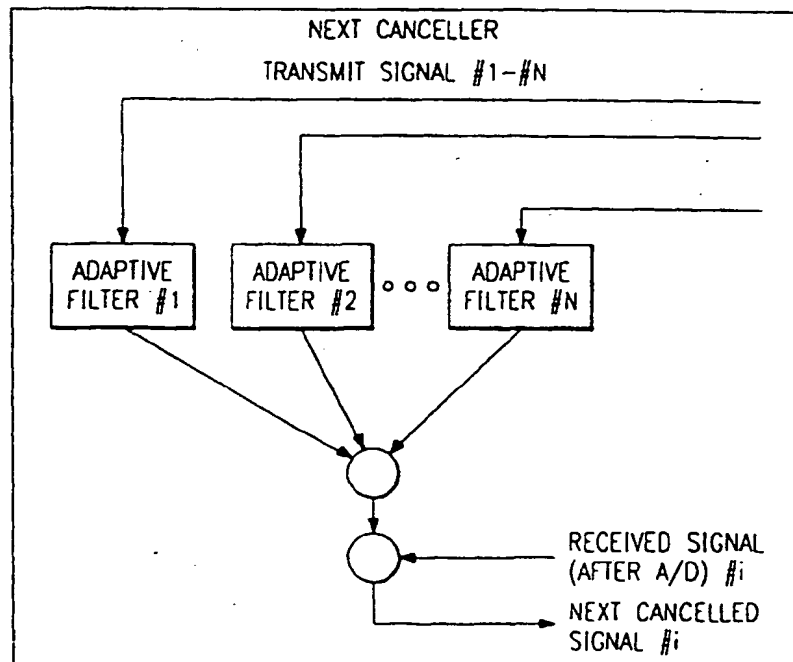 NEXT CANCELLER
TRANSMIT SIGNAL #1-#N
ADAPTIVE
FILTER #1
ADAPTIVE
FILTER #2
ADAPTIVE
FILTER #N
RECEIVED SIGNAL
(AFTER A/D) #i
NEXT CANCELLED
SIGNAL #i